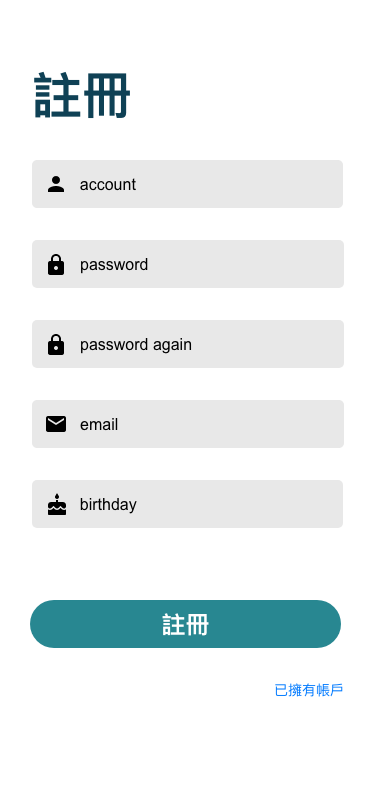 註冊
account
password
password again
email
birthday
註冊
已擁有帳戶